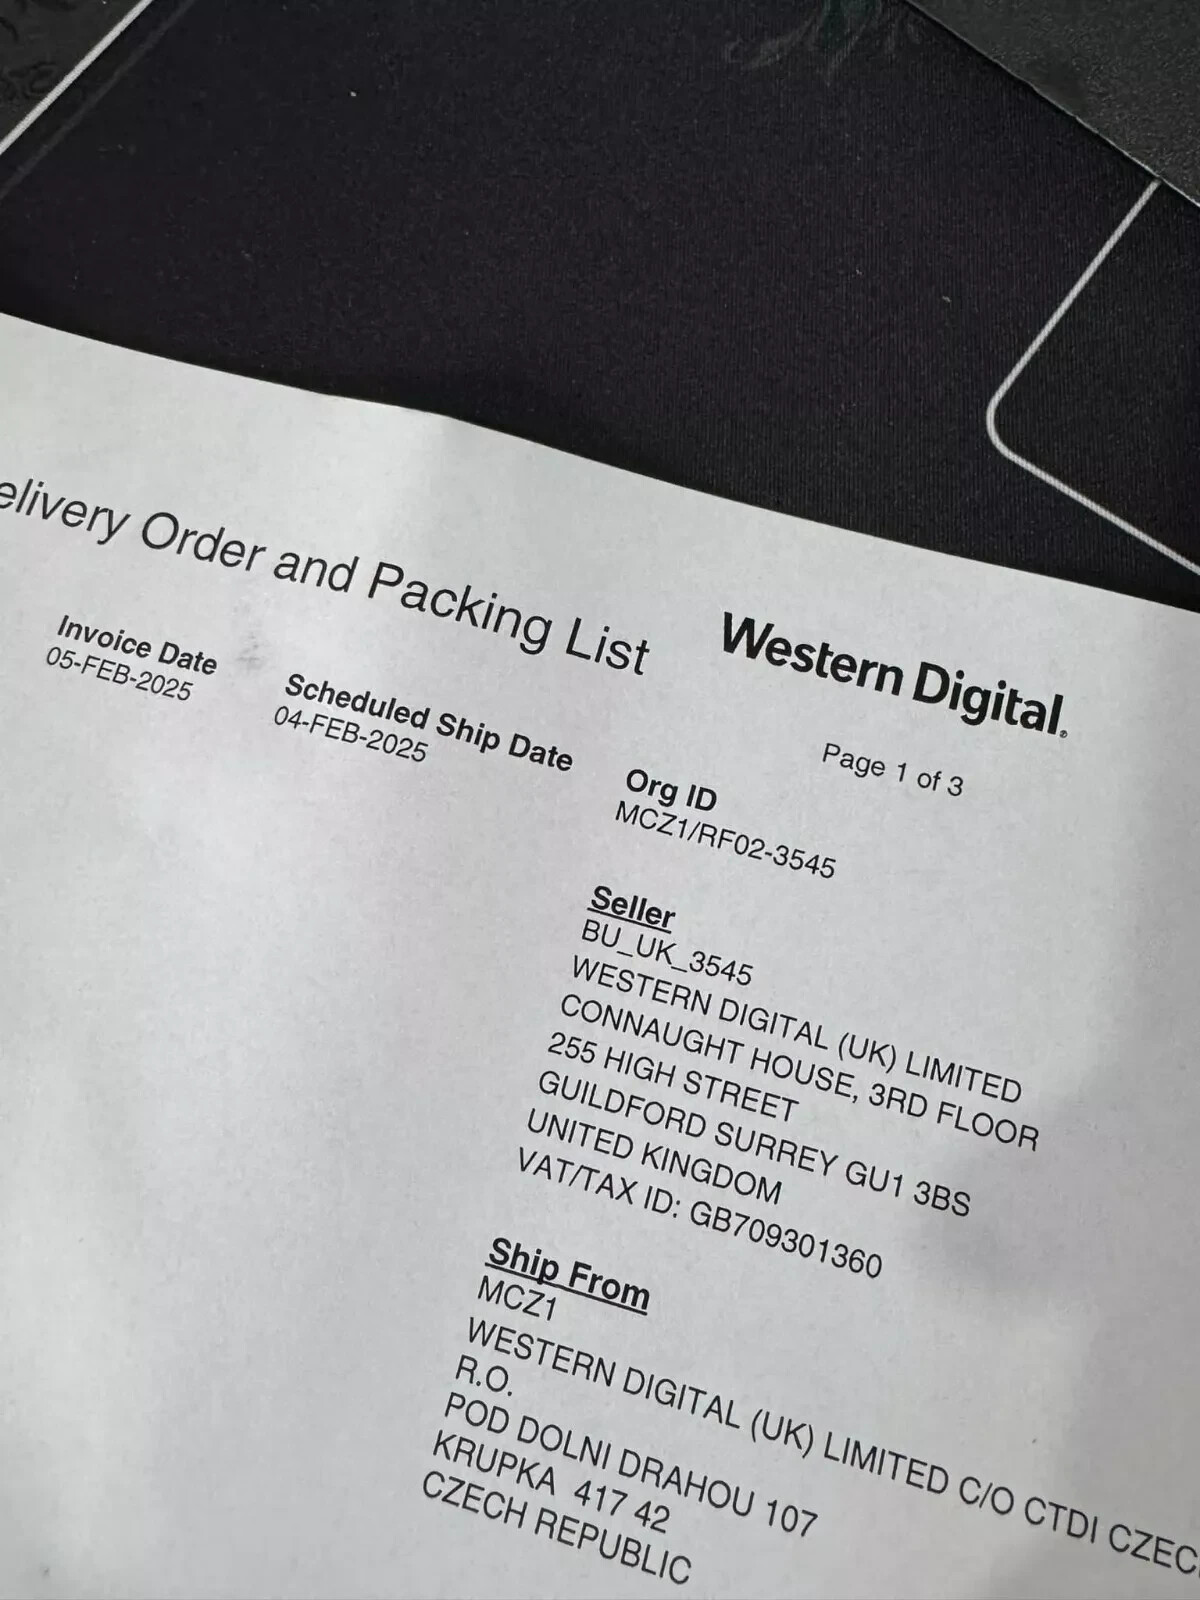 elivery Order and Packing List
Western Digital®
Page 1 of 3
Invoice Date
05-FEB-2025
Scheduled Ship Date
04-FEB-2025
Org ID
MCZ1/RF02-3545
Seller
BU_UK_3545
WESTERN DIGITAL (UK) LIMITED
CONNAUGHT HOUSE, 3RD FLOOR
255 HIGH STREET
GUILDFORD SURREY GU1 3BS
UNITED KINGDOM
VAT/TAX ID: GB709301360
Ship From
MCZ1
WESTERN DIGITAL (UK) LIMITED C/O CTDI CZEC
R.O.
POD DOLNI DRAHOU 107
KRUPKA 417 42
CZECH REPUBLIC